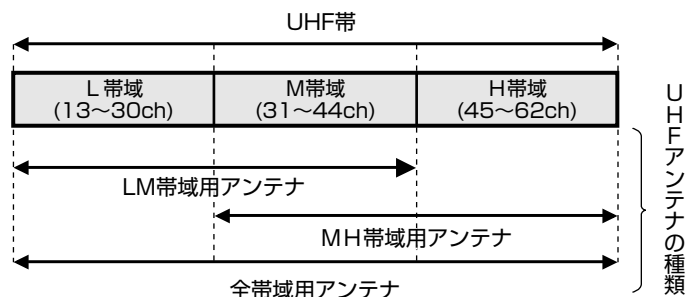 UHF帯
L帯域
(13～30ch)
M帯域
(31～44ch)
H帯域
(45～62ch)
LM帯域用アンテナ
MH帯域用アンテナ
全帯域用アンテナ
UHFアンテナの種類